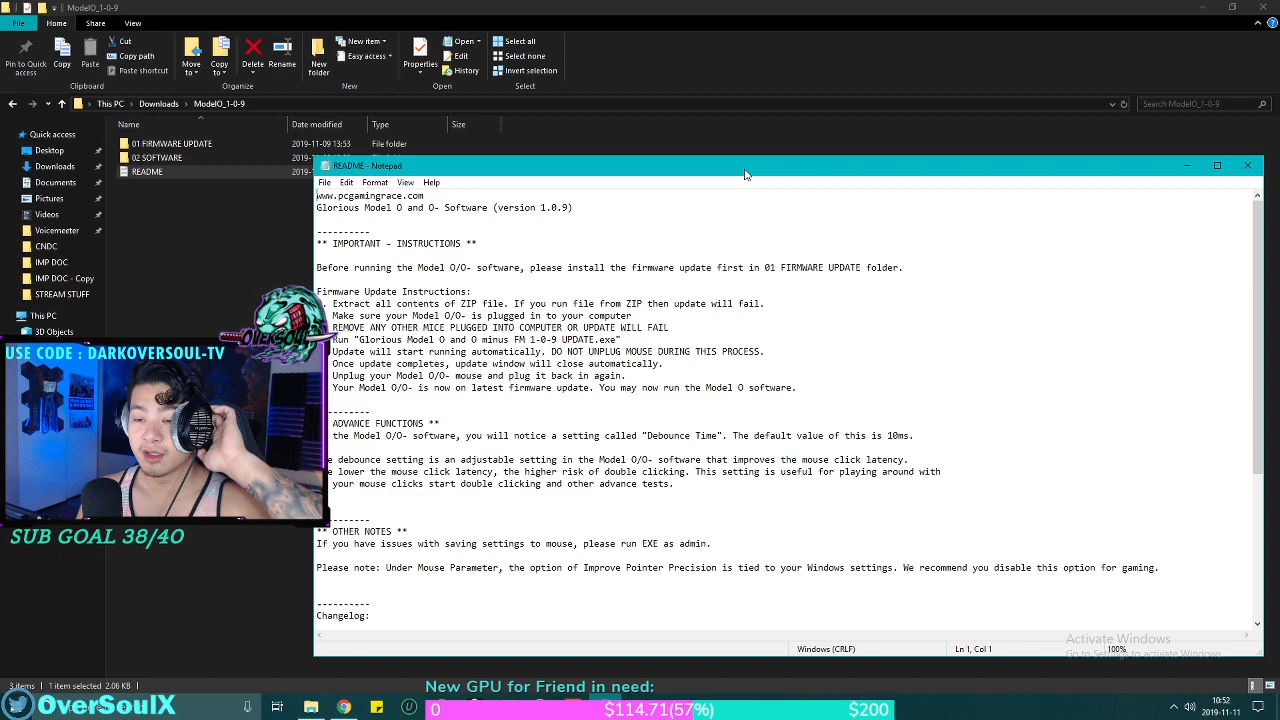 ModelO_1-0-9
File Home Share View
Pin to Quick access
Copy
Paste
Cut
Copy path
Paste shortcut
Move to
Copy to
Delete
Rename
New folder
New item
Easy access
Properties
Open
Edit
History
Select all
Select none
Invert selection
Clipboard Organize New Open Select
This PC Downloads ModelO_1-0-9
Search ModelO_1-0-9
Name Date modified Type Size
Quick access
Desktop
Downloads
Documents
Pictures
Videos
Voicemeeter
CNDC
IMP DOC
IMP DOC - Copy
STREAM STUFF
This PC
3D Objects
01 FIRMWARE UPDATE 2019-11-09 13:53 File folder
02 SOFTWARE
README
README - Notepad
File Edit Format View Help
www.pcgamingrace.com
Glorious Model O and O- Software (version 1.0.9)
----------
** IMPORTANT - INSTRUCTIONS **
Before running the Model O/O- software, please install the firmware update first in 01 FIRMWARE UPDATE folder.
Firmware Update Instructions:
. Extract all contents of ZIP file. If you run file from ZIP then update will fail.
Make sure your Model O/O- is plugged in to your computer
REMOVE ANY OTHER MICE PLUGGED INTO COMPUTER OR UPDATE WILL FAIL
Run "Glorious Model O and O minus FM 1-0-9 UPDATE.exe"
Update will start running automatically. DO NOT UNPLUG MOUSE DURING THIS PROCESS.
Once update completes, update window will close automatically.
Unplug your Model O/O- mouse and plug it back in again.
Your Model O/O- is now on latest firmware update. You may now run the Model O software.
--------
ADVANCE FUNCTIONS **
the Model O/O- software, you will notice a setting called "Debounce Time". The default value of this is 10ms.
e debounce setting is an adjustable setting in the Model O/O- software that improves the mouse click latency.
e lower the mouse click latency, the higher risk of double clicking. This setting is useful for playing around with
your mouse clicks start double clicking and other advance tests.
--------
** OTHER NOTES **
If you have issues with saving settings to mouse, please run EXE as admin.
Please note: Under Mouse Parameter, the option of Improve Pointer Precision is tied to your Windows settings. We recommend you disable this option for gaming.
----------
Changelog:
Windows (CRLF) Ln 1, Col 1 100%
Activate Windows
Go to Settings to activate Windows.
OVERSOUL
USE CODE : DARKOVERSOUL-TV
SUB GOAL 38/40
3 items 1 item selected 2.06 KB
OverSoulX
New GPU for Friend in need:
0 $114.71(57%) $200
10:52
2019-11-11